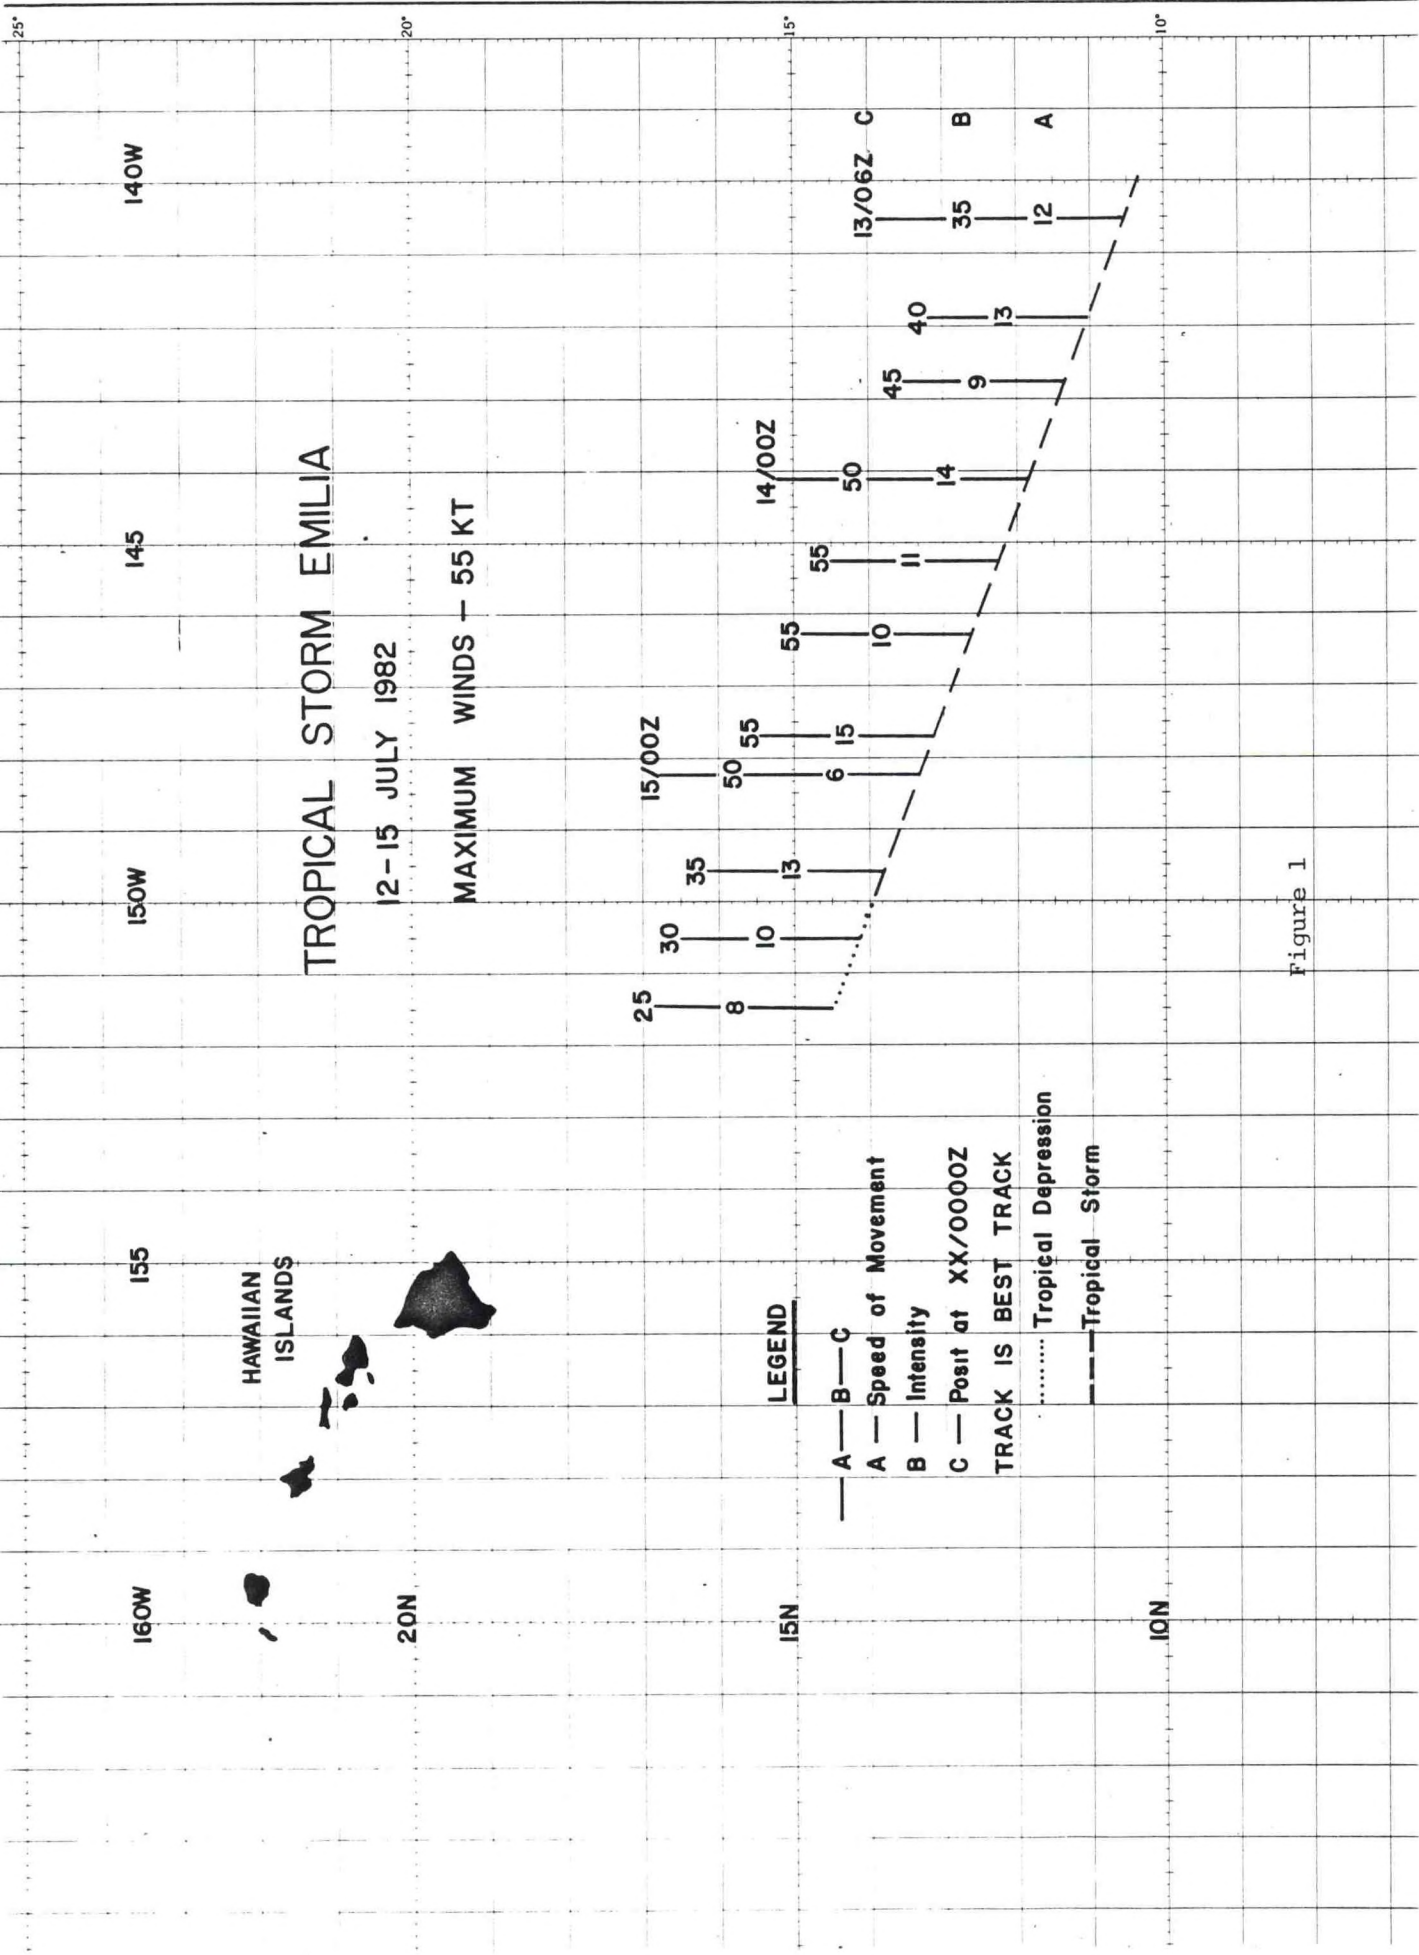 160W
155
150W
145
140W
25°
HAWAIIAN
ISLANDS
TROPICAL STORM EMILIA
12-15 JULY 1982
MAXIMUM WINDS — 55 KT
20N
20°
25
8
30
10
35
13
15/00Z
50
6
55
15
55
10
55
11
14/00Z
50
14
45
9
40
13
13/06Z
35
12
C
B
A
15N
15°
LEGEND
— A — B — C
A — Speed of Movement
B — Intensity
C — Posit at XX/0000Z
TRACK IS BEST TRACK
........ Tropical Depression
— — — Tropical Storm
10N
10°
Figure 1